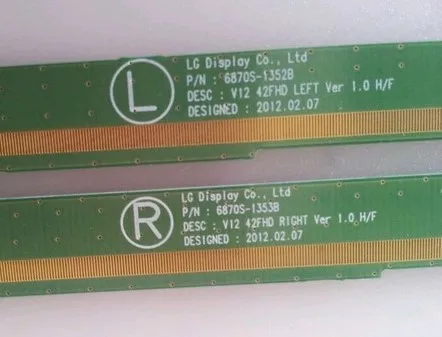 L
LG Display Co., Ltd
P/N : 6870S-1352B
DESC : V12 42FHD LEFT Ver 1.0 H/F
DESIGNED : 2012.02.07
R
LG Display Co., Ltd
P/N : 6870S-1353B
DESC : V12 42FHD RIGHT Ver 1.0 H/F
DESIGNED : 2012.02.07